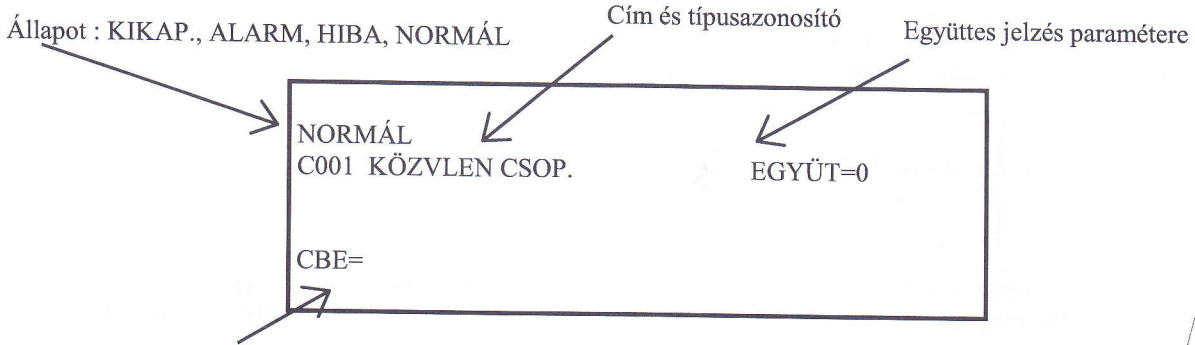 Cím és típusazonosító
Állapot : KIKAP., ALARM, HIBA, NORMÁL
Együttes jelzés paramétere
NORMÁL
C001 KÖZVLEN CSOP.
EGYÜT=0
CBE=